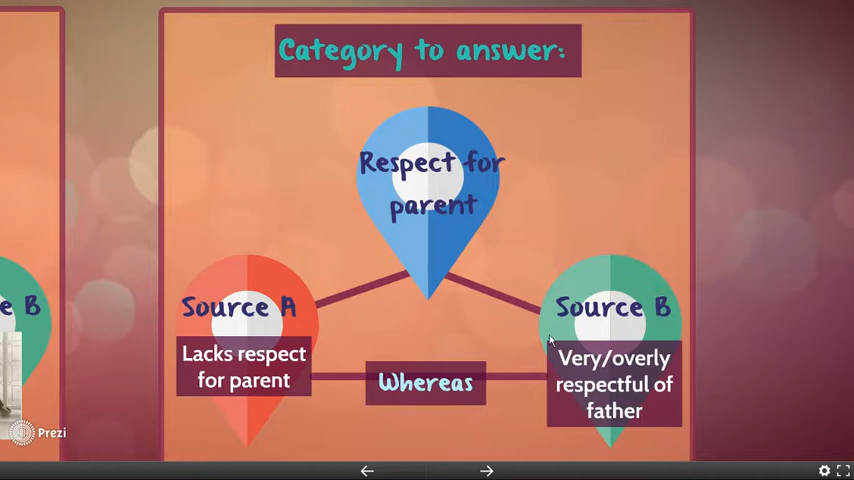 Category to answer:
Respect for
parent
Source A
Source B
e B
Lacks respect
for parent
Whereas
Very/overly
respectful of
father
Prezi